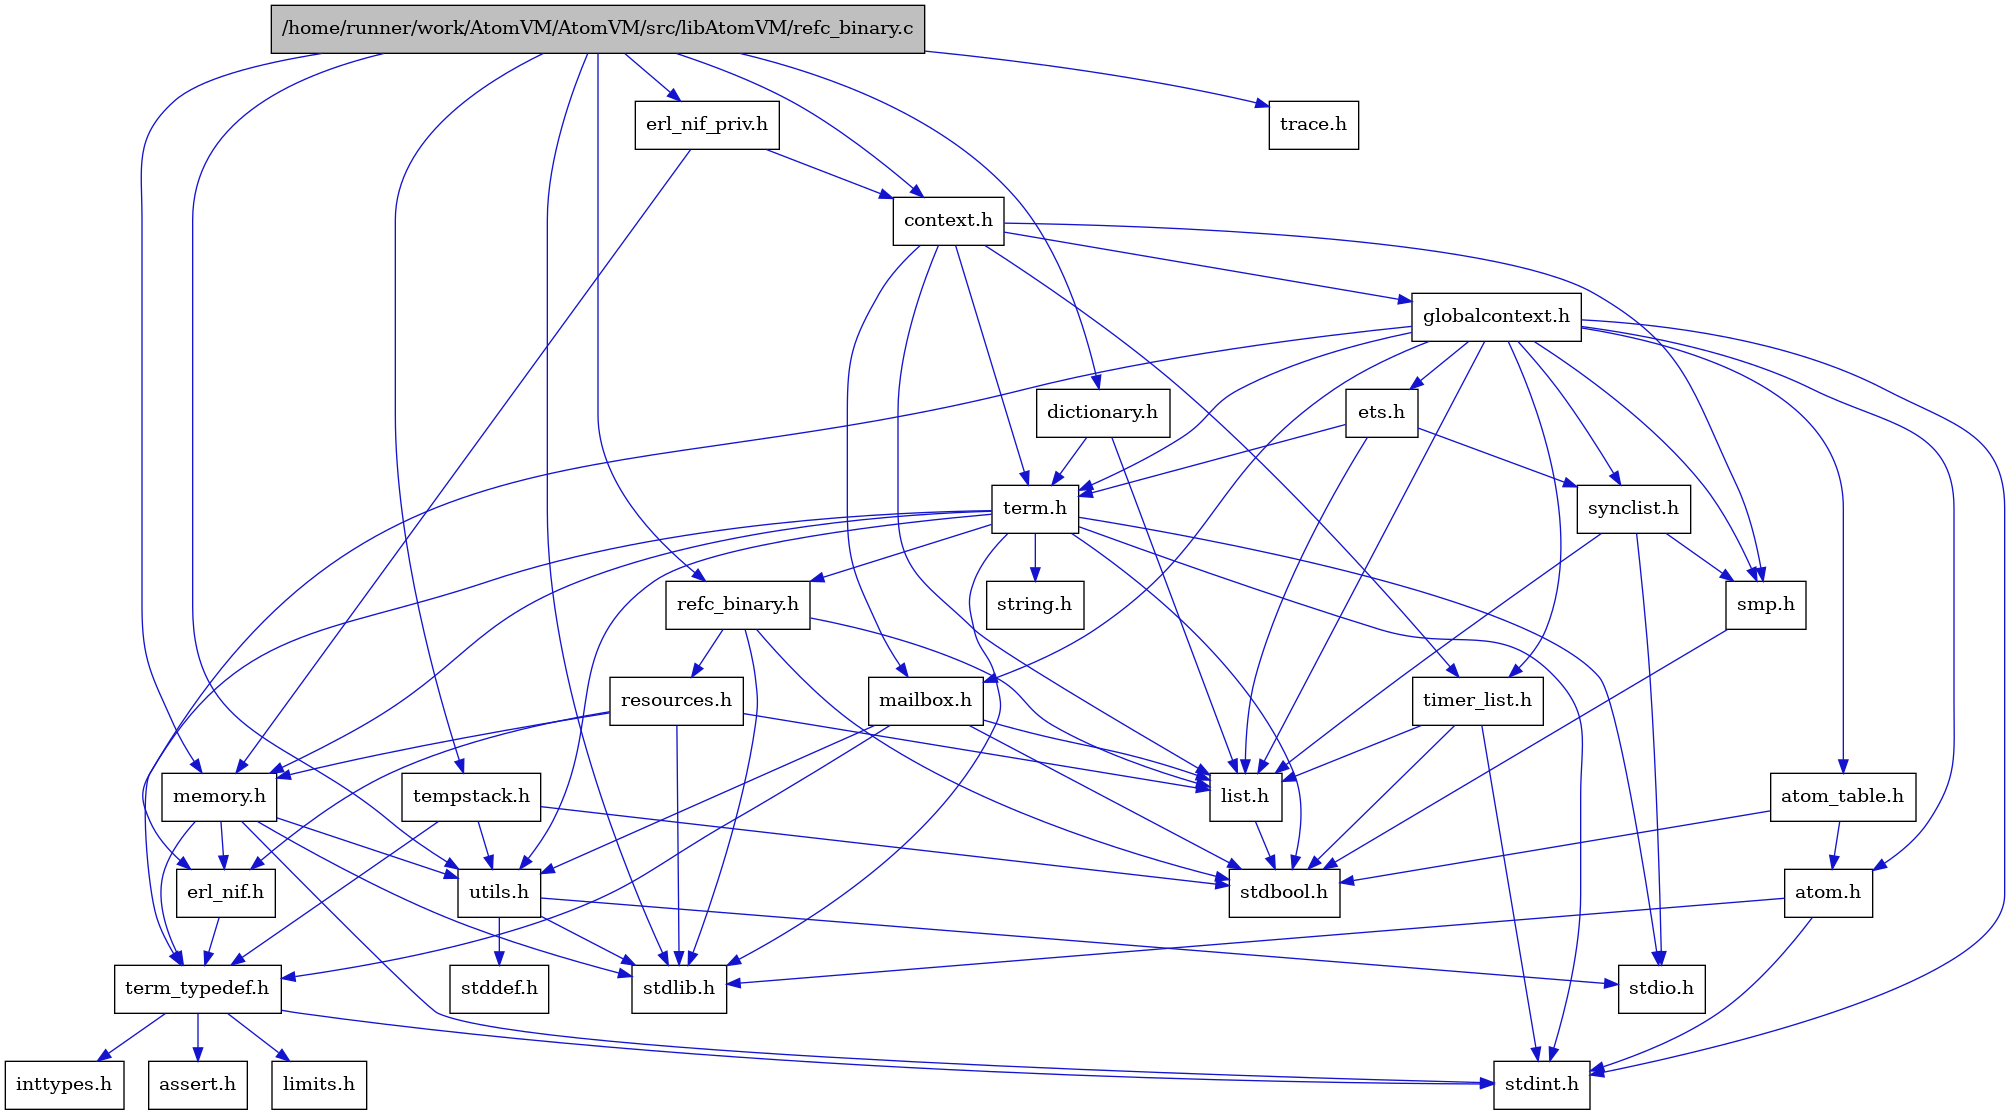 /home/runner/work/AtomVM/AtomVM/src/libAtomVM/refc_binary.c
erl_nif_priv.h
trace.h
context.h
globalcontext.h
dictionary.h
ets.h
term.h
synclist.h
refc_binary.h
string.h
smp.h
resources.h
mailbox.h
timer_list.h
memory.h
tempstack.h
list.h
atom_table.h
erl_nif.h
utils.h
stdbool.h
atom.h
term_typedef.h
stddef.h
stdlib.h
stdio.h
inttypes.h
assert.h
limits.h
stdint.h